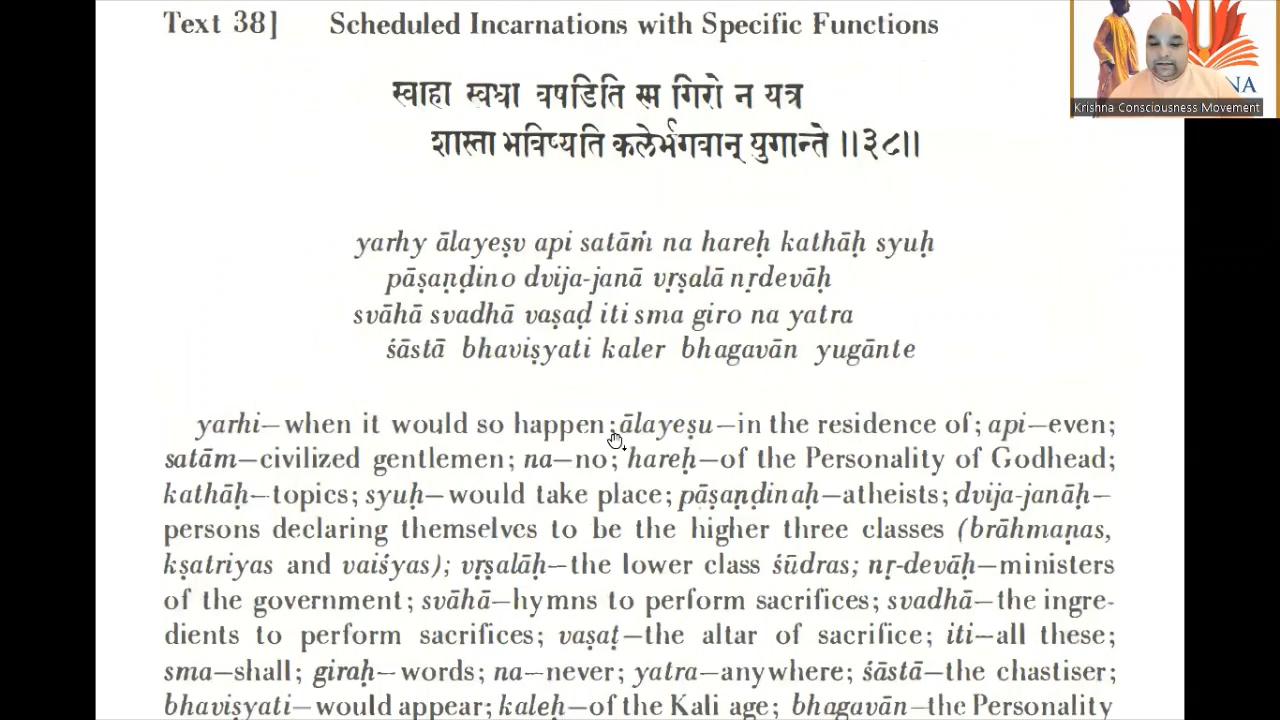 Text 38] Scheduled Incarnations with Specific Functions
NA
Krishna Consciousness Movement
स्वाहा स्वधा वषडिति स्म गिरो न यत्र
शास्ता भविष्यति कलेर्भगवान् युगान्ते ॥३८॥
yarhy ālayeṣv api satāṁ na hareḥ kathāḥ syuḥ
pāṣaṇḍino dvija-janā vṛṣalā nṛdevāḥ
svāhā svadhā vaṣaḍ iti sma giro na yatra
śāstā bhaviṣyati kaler bhagavān yugānte
yarhi—when it would so happen; ālayeṣu—in the residence of; api—even;
satām—civilized gentlemen; na—no; hareḥ—of the Personality of Godhead;
kathāḥ—topics; syuḥ—would take place; pāṣaṇḍinaḥ—atheists; dvija-janāḥ—
persons declaring themselves to be the higher three classes (brāhmaṇas,
kṣatriyas and vaiśyas); vṛṣalāḥ—the lower class śūdras; nṛ-devāḥ—ministers
of the government; svāhā—hymns to perform sacrifices; svadhā—the ingre-
dients to perform sacrifices; vaṣaṭ—the altar of sacrifice; iti—all these;
sma—shall; giraḥ—words; na—never; yatra—anywhere; śāstā—the chastiser;
bhaviṣyati—would appear; kaleḥ—of the Kali age; bhagavān—the Personality